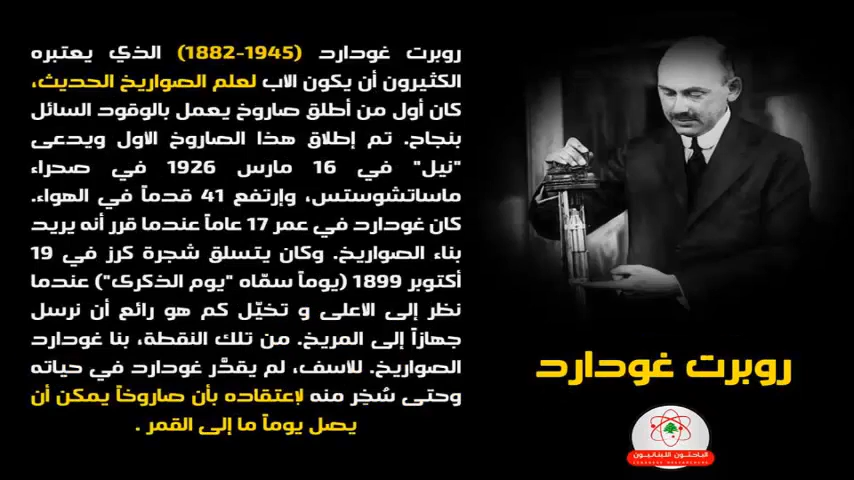 روبرت غودارد (1945-1882) الذي يعتبره
الكثيرون أن يكون الاب لعلم الصواريخ الحديث،
كان أول من أطلق صاروخ يعمل بالوقود السائل
بنجاح. تم إطلاق هذا الصاروخ الاول ويدعى
"نيل" في 16 مارس 1926 في صحراء
ماساتشوستس، وإرتفع 41 قدماً في الهواء.
كان غودارد في عمر 17 عاماً عندما قرر أنه يريد
بناء الصواريخ. وكان يتسلق شجرة كرز في 19
أكتوبر 1899 (يوماً سمّاه "يوم الذكرى") عندما
نظر إلى الاعلى و تخيّل كم هو رائع أن نرسل
جهازاً إلى المريخ. من تلك النقطة، بنا غودارد
الصواريخ. للاسف، لم يقدَّر غودارد في حياته
وحتى سُخِر منه لإعتقاده بأن صاروخاً يمكن أن
يصل يوماً ما إلى القمر .
روبرت غودارد
الباحثون اللبنانيون
LEBANESE RESEARCHERS